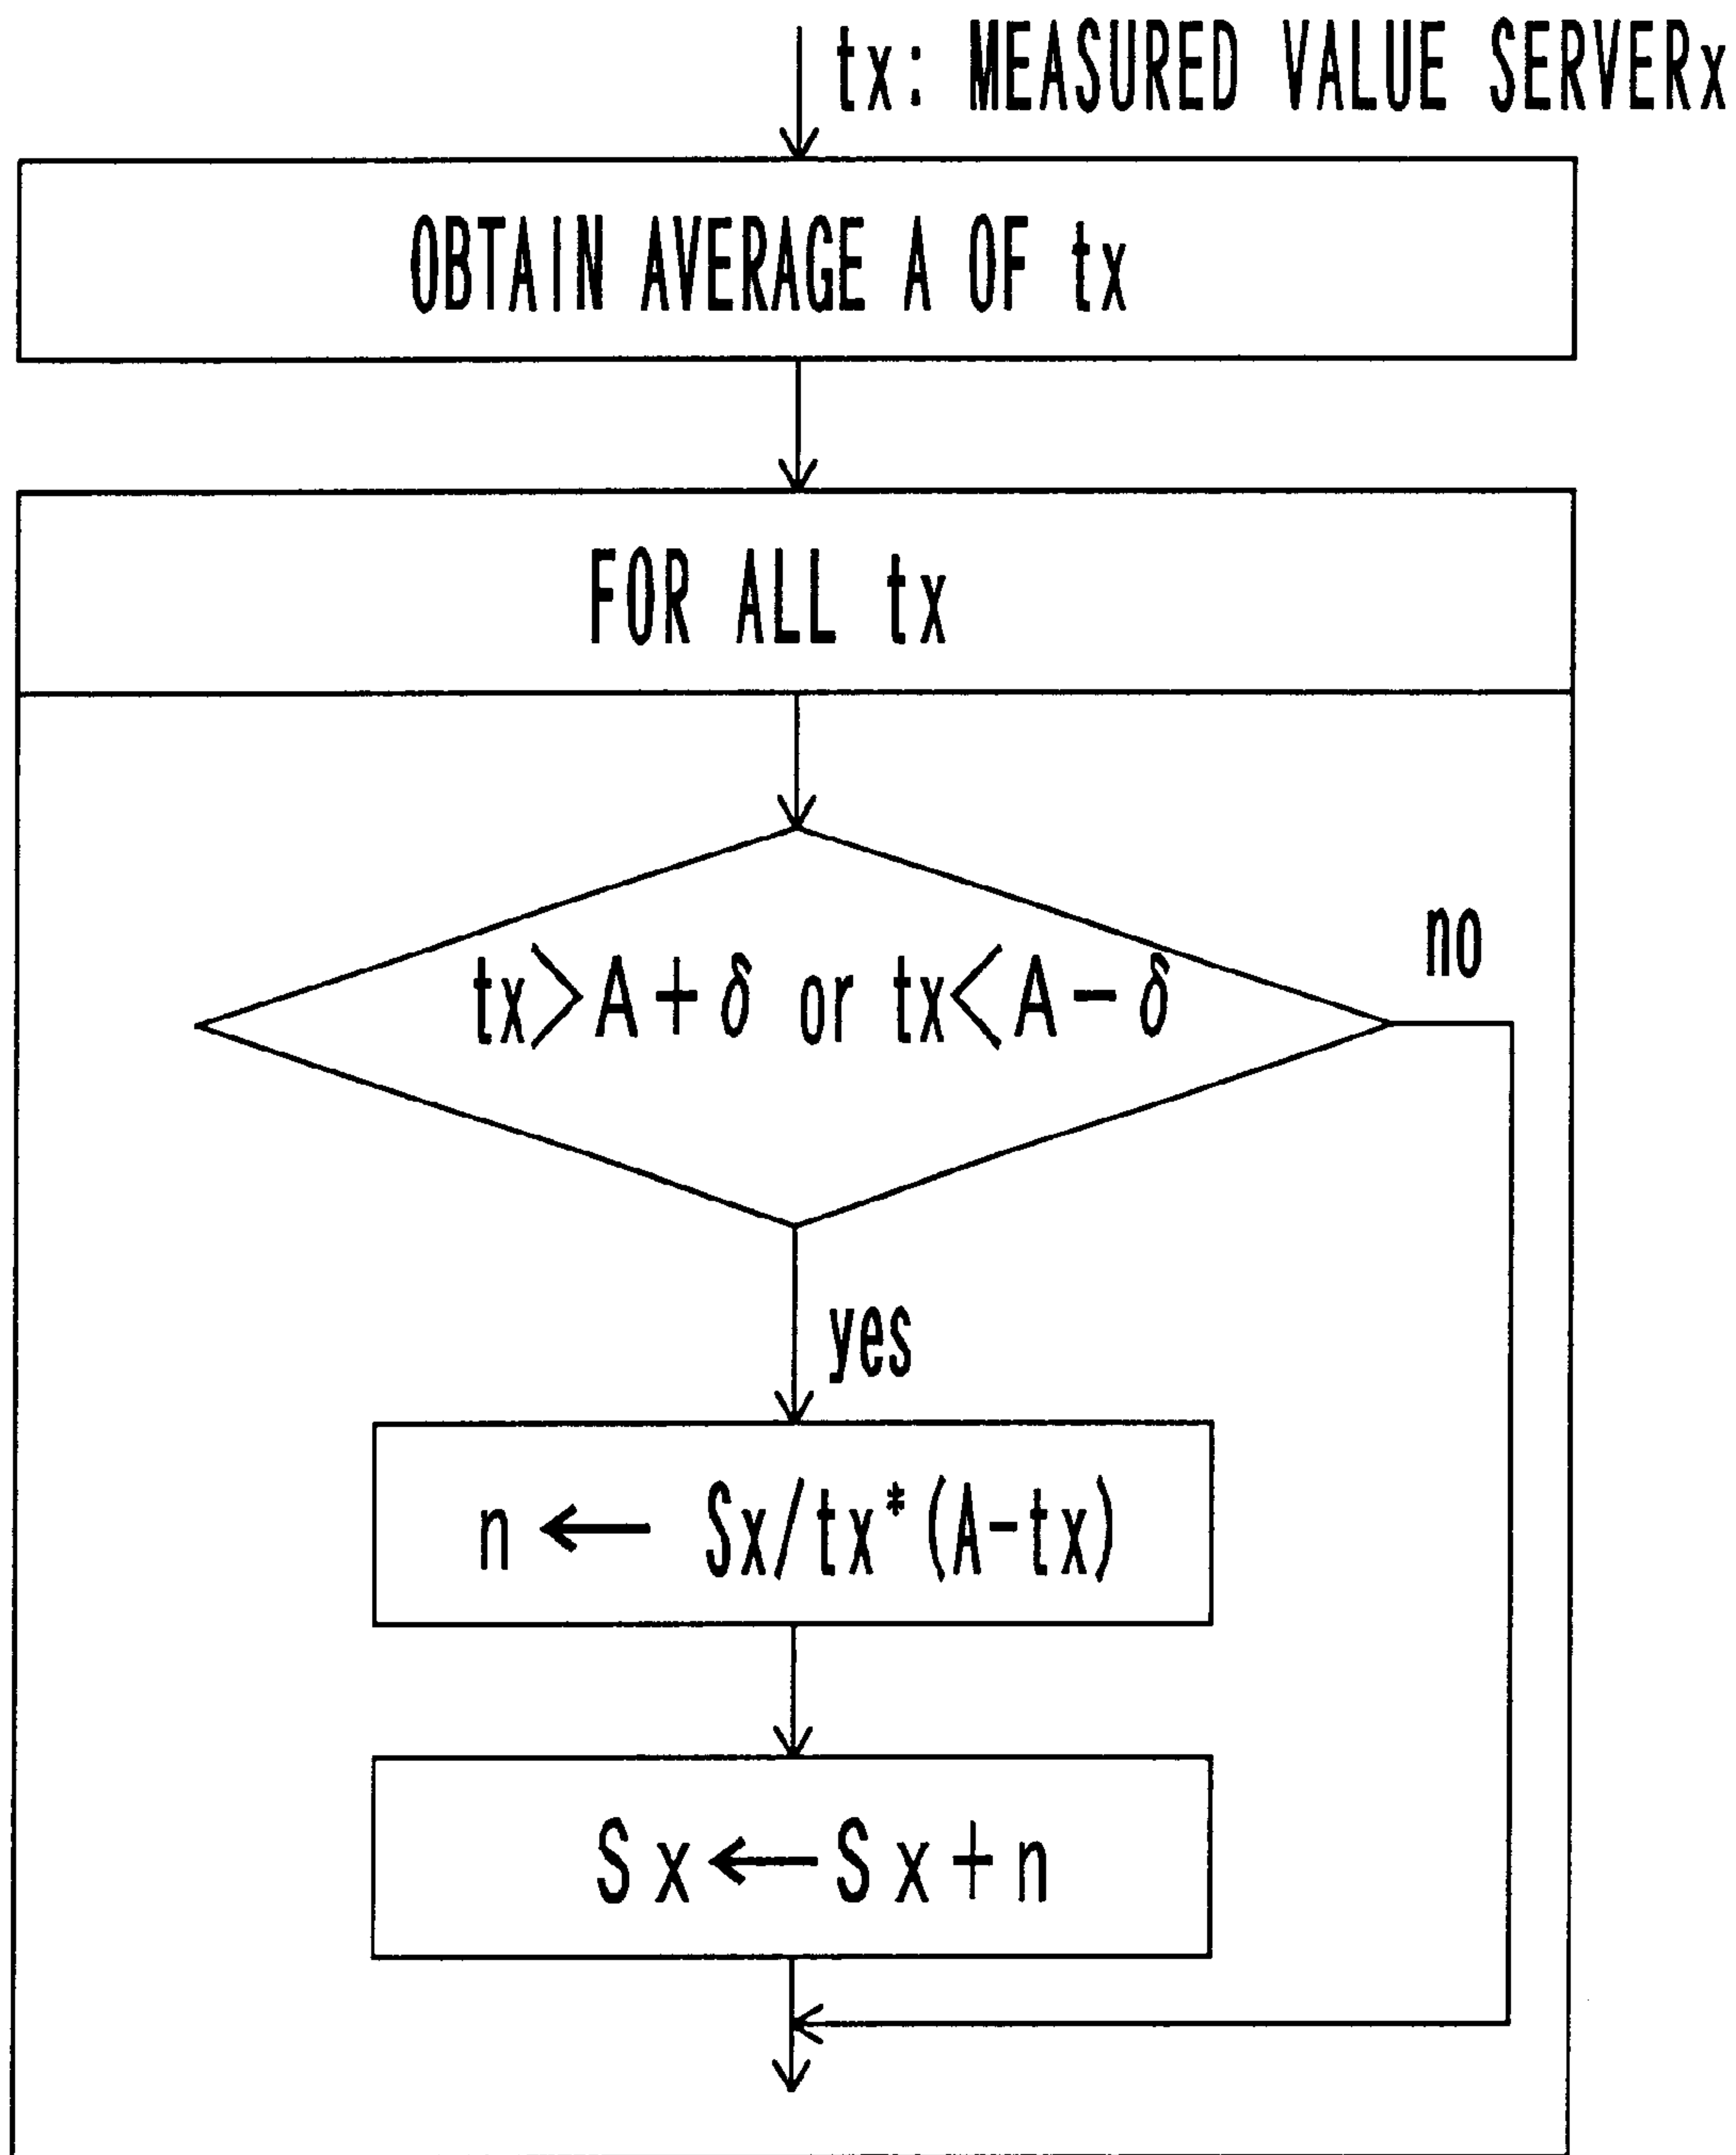 tx: MEASURED VALUE SERVERx
OBTAIN AVERAGE A OF tx
FOR ALL tx
tx>A+δ or tx<A-δ
no
yes
n ← Sx/tx*(A-tx)
Sx←Sx+n